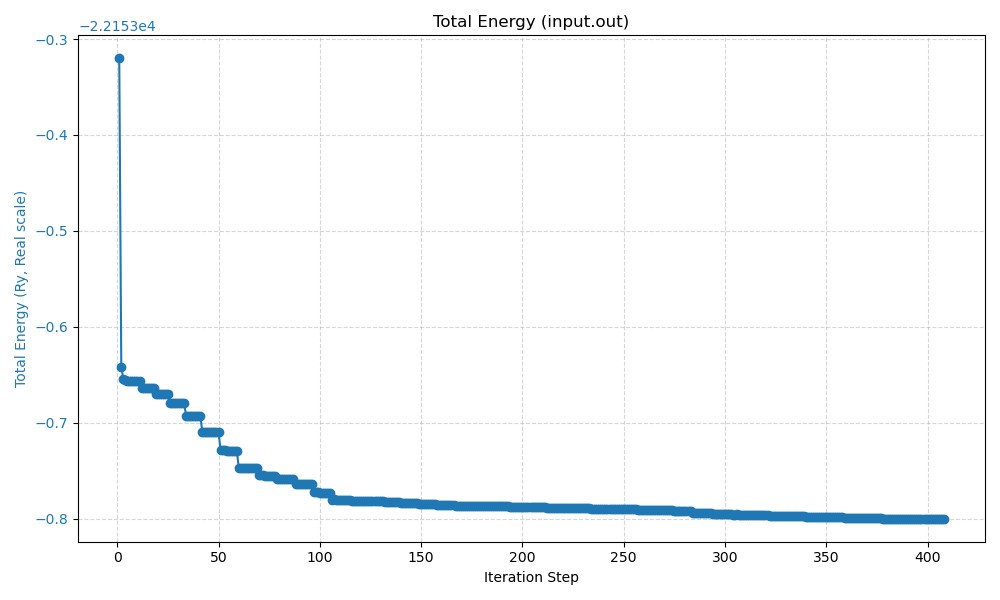 Total Energy (input.out)
−2.2153e4
−0.3
−0.4
−0.5
−0.6
−0.7
−0.8
Total Energy (Ry, Real scale)
0 50 100 150 200 250 300 350 400
Iteration Step